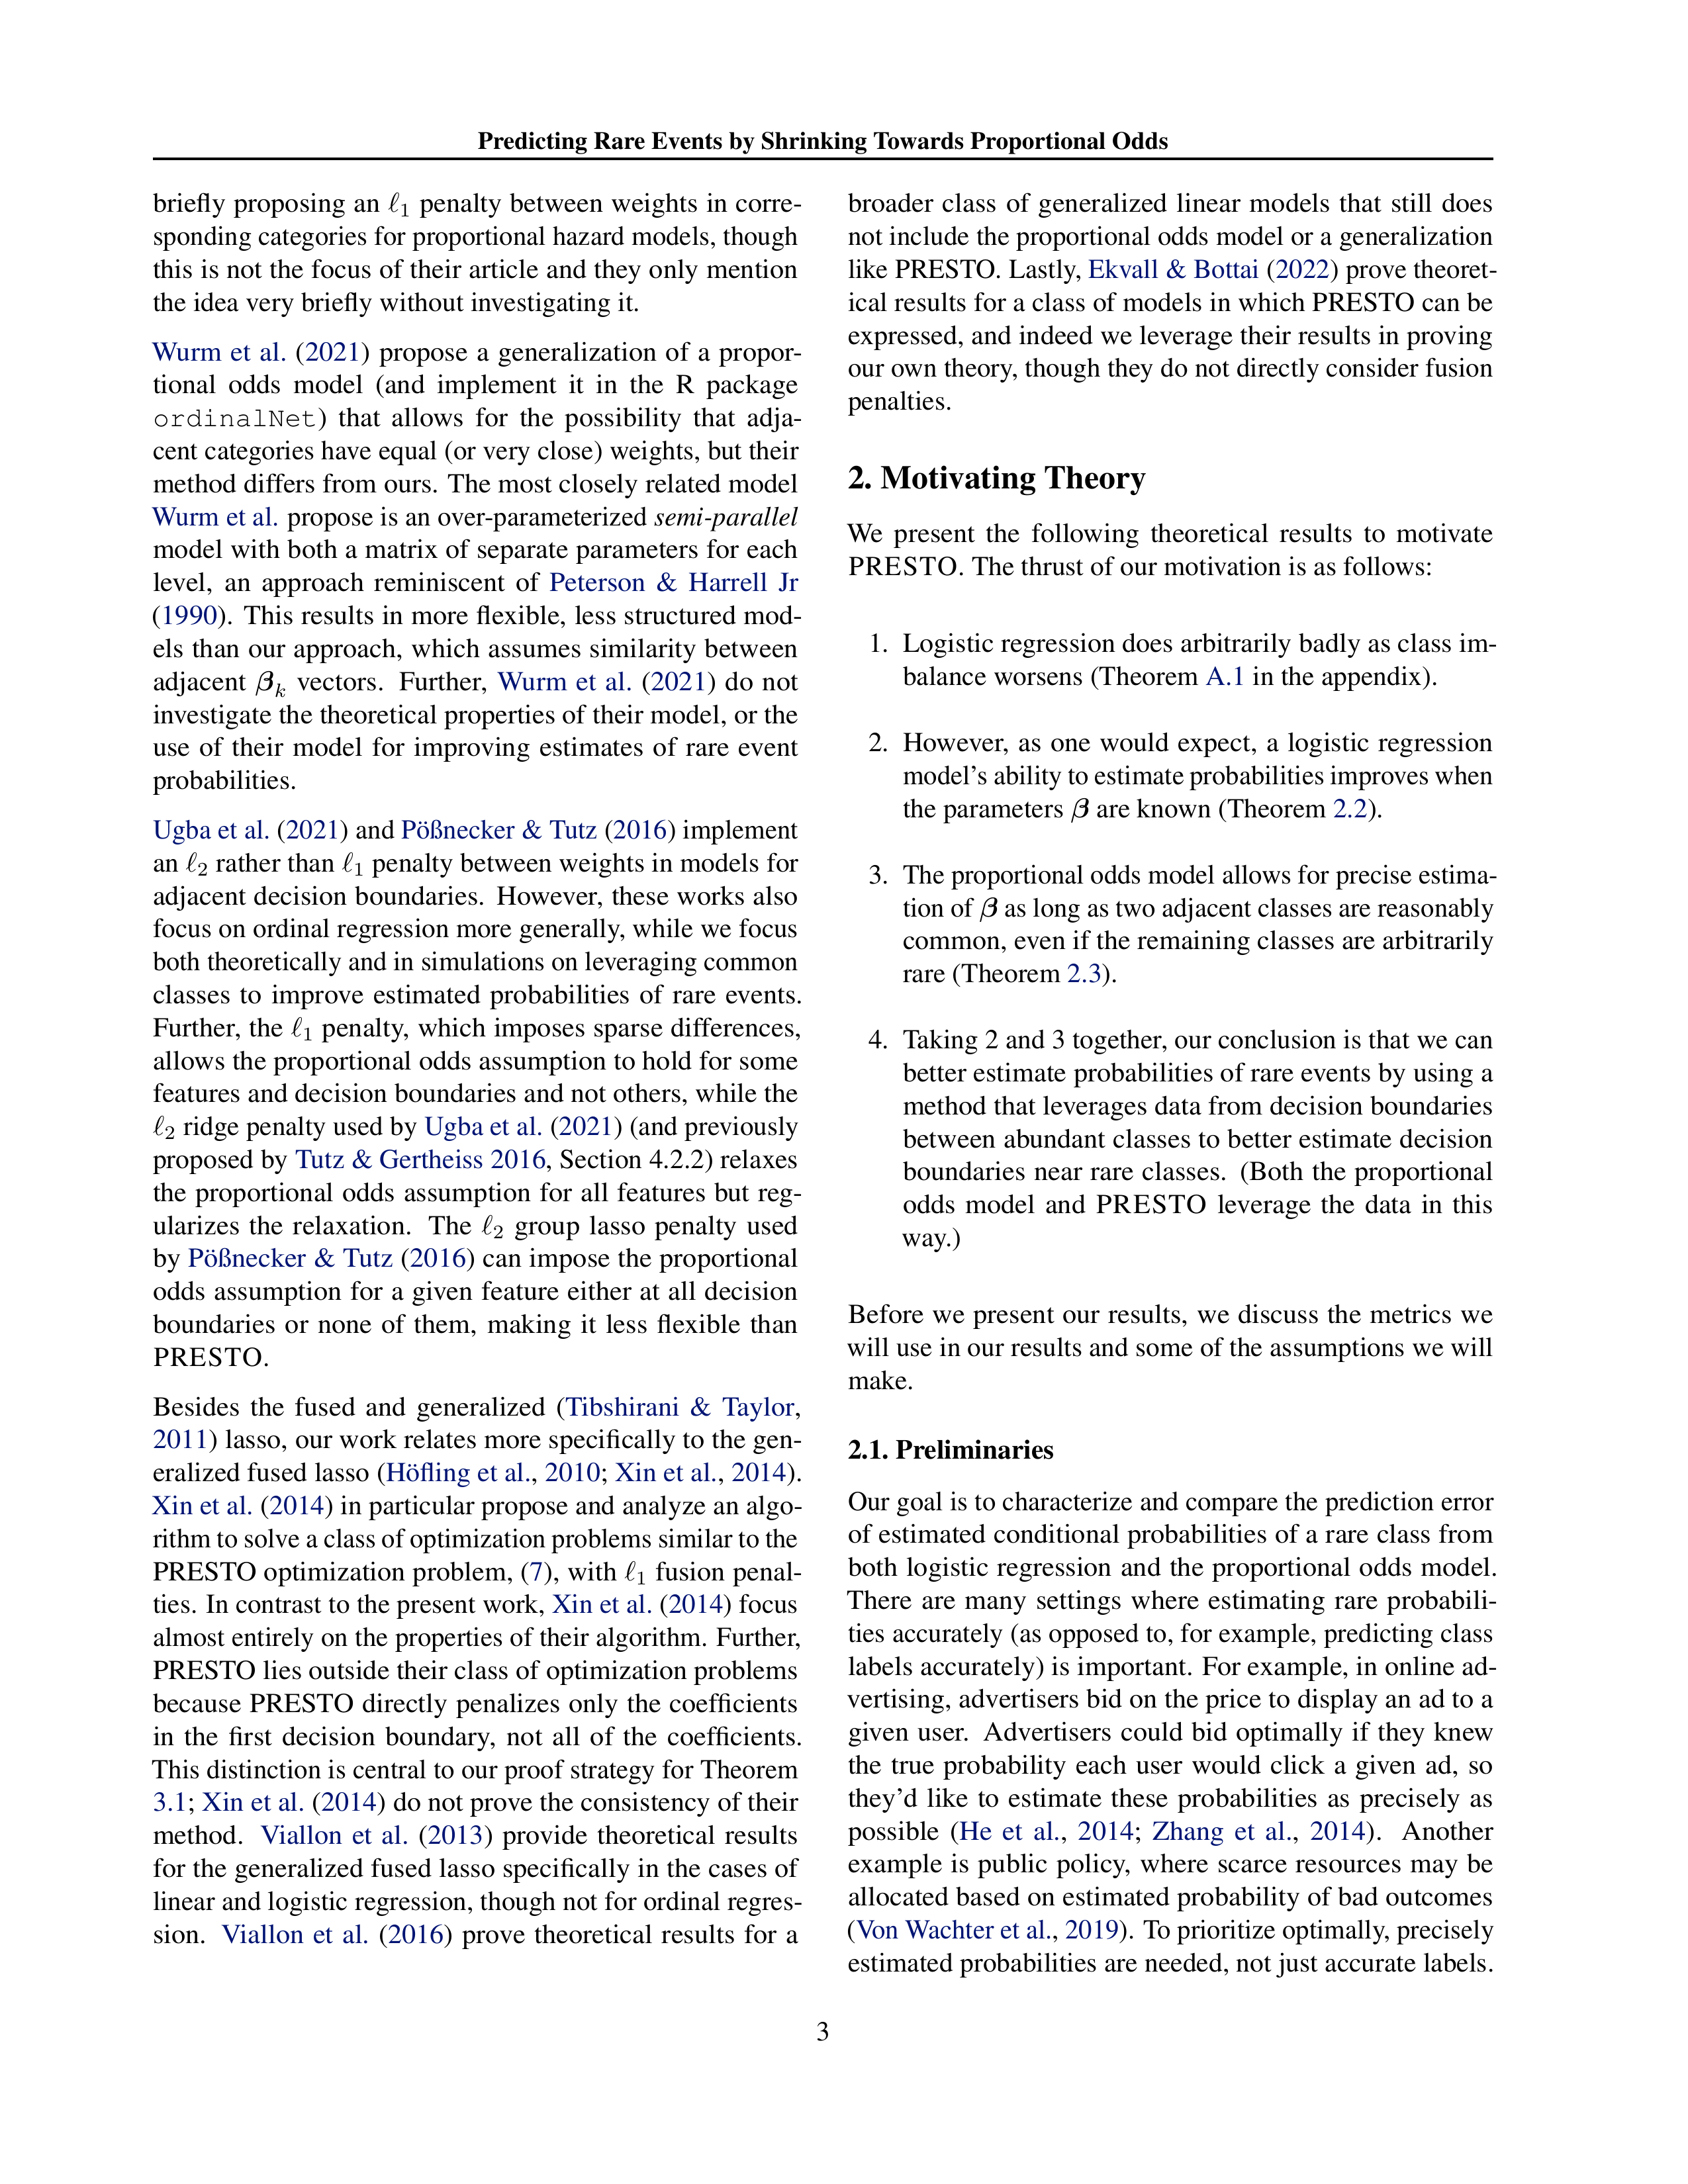 Predicting Rare Events by Shrinking Towards Proportional Odds
briefly proposing an ℓ1 penalty between weights in corre-
sponding categories for proportional hazard models, though
this is not the focus of their article and they only mention
the idea very briefly without investigating it.
Wurm et al. (2021) propose a generalization of a propor-
tional odds model (and implement it in the R package
ordinalNet) that allows for the possibility that adja-
cent categories have equal (or very close) weights, but their
method differs from ours. The most closely related model
Wurm et al. propose is an over-parameterized semi-parallel
model with both a matrix of separate parameters for each
level, an approach reminiscent of Peterson & Harrell Jr
(1990). This results in more flexible, less structured mod-
els than our approach, which assumes similarity between
adjacent βk vectors. Further, Wurm et al. (2021) do not
investigate the theoretical properties of their model, or the
use of their model for improving estimates of rare event
probabilities.
Ugba et al. (2021) and Pößnecker & Tutz (2016) implement
an ℓ2 rather than ℓ1 penalty between weights in models for
adjacent decision boundaries. However, these works also
focus on ordinal regression more generally, while we focus
both theoretically and in simulations on leveraging common
classes to improve estimated probabilities of rare events.
Further, the ℓ1 penalty, which imposes sparse differences,
allows the proportional odds assumption to hold for some
features and decision boundaries and not others, while the
ℓ2 ridge penalty used by Ugba et al. (2021) (and previously
proposed by Tutz & Gertheiss 2016, Section 4.2.2) relaxes
the proportional odds assumption for all features but reg-
ularizes the relaxation. The ℓ2 group lasso penalty used
by Pößnecker & Tutz (2016) can impose the proportional
odds assumption for a given feature either at all decision
boundaries or none of them, making it less flexible than
PRESTO.
Besides the fused and generalized (Tibshirani & Taylor,
2011) lasso, our work relates more specifically to the gen-
eralized fused lasso (Höfling et al., 2010; Xin et al., 2014).
Xin et al. (2014) in particular propose and analyze an algo-
rithm to solve a class of optimization problems similar to the
PRESTO optimization problem, (7), with ℓ1 fusion penal-
ties. In contrast to the present work, Xin et al. (2014) focus
almost entirely on the properties of their algorithm. Further,
PRESTO lies outside their class of optimization problems
because PRESTO directly penalizes only the coefficients
in the first decision boundary, not all of the coefficients.
This distinction is central to our proof strategy for Theorem
3.1; Xin et al. (2014) do not prove the consistency of their
method. Viallon et al. (2013) provide theoretical results
for the generalized fused lasso specifically in the cases of
linear and logistic regression, though not for ordinal regres-
sion. Viallon et al. (2016) prove theoretical results for a
broader class of generalized linear models that still does
not include the proportional odds model or a generalization
like PRESTO. Lastly, Ekvall & Bottai (2022) prove theoret-
ical results for a class of models in which PRESTO can be
expressed, and indeed we leverage their results in proving
our own theory, though they do not directly consider fusion
penalties.
2. Motivating Theory
We present the following theoretical results to motivate
PRESTO. The thrust of our motivation is as follows:
1. Logistic regression does arbitrarily badly as class im-
balance worsens (Theorem A.1 in the appendix).
2. However, as one would expect, a logistic regression
model's ability to estimate probabilities improves when
the parameters β are known (Theorem 2.2).
3. The proportional odds model allows for precise estima-
tion of β as long as two adjacent classes are reasonably
common, even if the remaining classes are arbitrarily
rare (Theorem 2.3).
4. Taking 2 and 3 together, our conclusion is that we can
better estimate probabilities of rare events by using a
method that leverages data from decision boundaries
between abundant classes to better estimate decision
boundaries near rare classes. (Both the proportional
odds model and PRESTO leverage the data in this
way.)
Before we present our results, we discuss the metrics we
will use in our results and some of the assumptions we will
make.
2.1. Preliminaries
Our goal is to characterize and compare the prediction error
of estimated conditional probabilities of a rare class from
both logistic regression and the proportional odds model.
There are many settings where estimating rare probabili-
ties accurately (as opposed to, for example, predicting class
labels accurately) is important. For example, in online ad-
vertising, advertisers bid on the price to display an ad to a
given user. Advertisers could bid optimally if they knew
the true probability each user would click a given ad, so
they'd like to estimate these probabilities as precisely as
possible (He et al., 2014; Zhang et al., 2014). Another
example is public policy, where scarce resources may be
allocated based on estimated probability of bad outcomes
(Von Wachter et al., 2019). To prioritize optimally, precisely
estimated probabilities are needed, not just accurate labels.
3